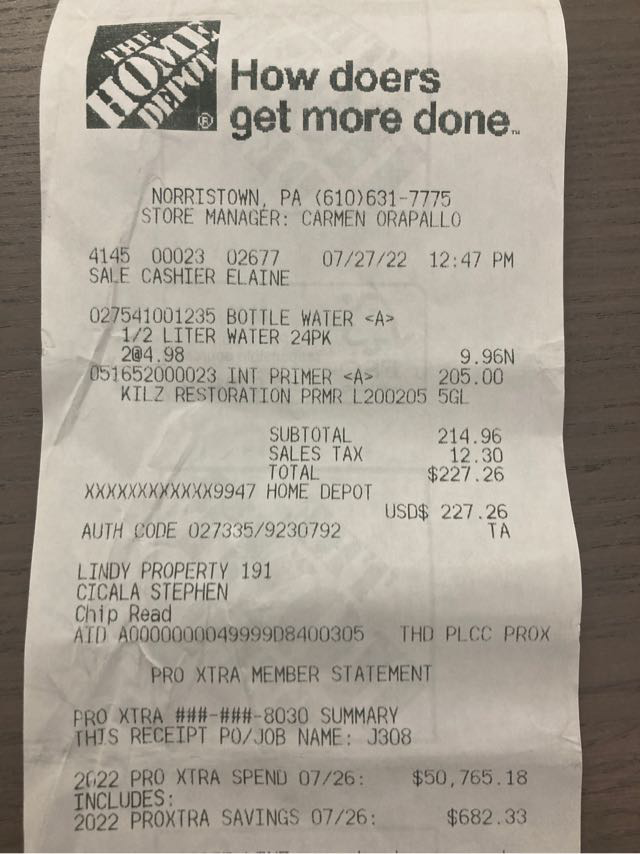 THE
HOME
DEPOT®
How doers
get more done™
NORRISTOWN, PA (610)631-7775
STORE MANAGER: CARMEN ORAPALLO
4145 00023 02677 07/27/22 12:47 PM
SALE CASHIER ELAINE
027541001235 BOTTLE WATER <A>
1/2 LITER WATER 24PK
2@4.98 9.96N
051652000023 INT PRIMER <A> 205.00
KILZ RESTORATION PRMR L200205 5GL
SUBTOTAL 214.96
SALES TAX 12.30
TOTAL $227.26
XXXXXXXXXXXX9947 HOME DEPOT
USD$ 227.26
AUTH CODE 027335/9230792 TA
LINDY PROPERTY 191
CICALA STEPHEN
Chip Read
AID A0000000049999D8400305 THD PLCC PROX
PRO XTRA MEMBER STATEMENT
PRO XTRA ###-###-8030 SUMMARY
THIS RECEIPT PO/JOB NAME: J308
2022 PRO XTRA SPEND 07/26: $50,765.18
INCLUDES:
2022 PROXTRA SAVINGS 07/26: $682.33